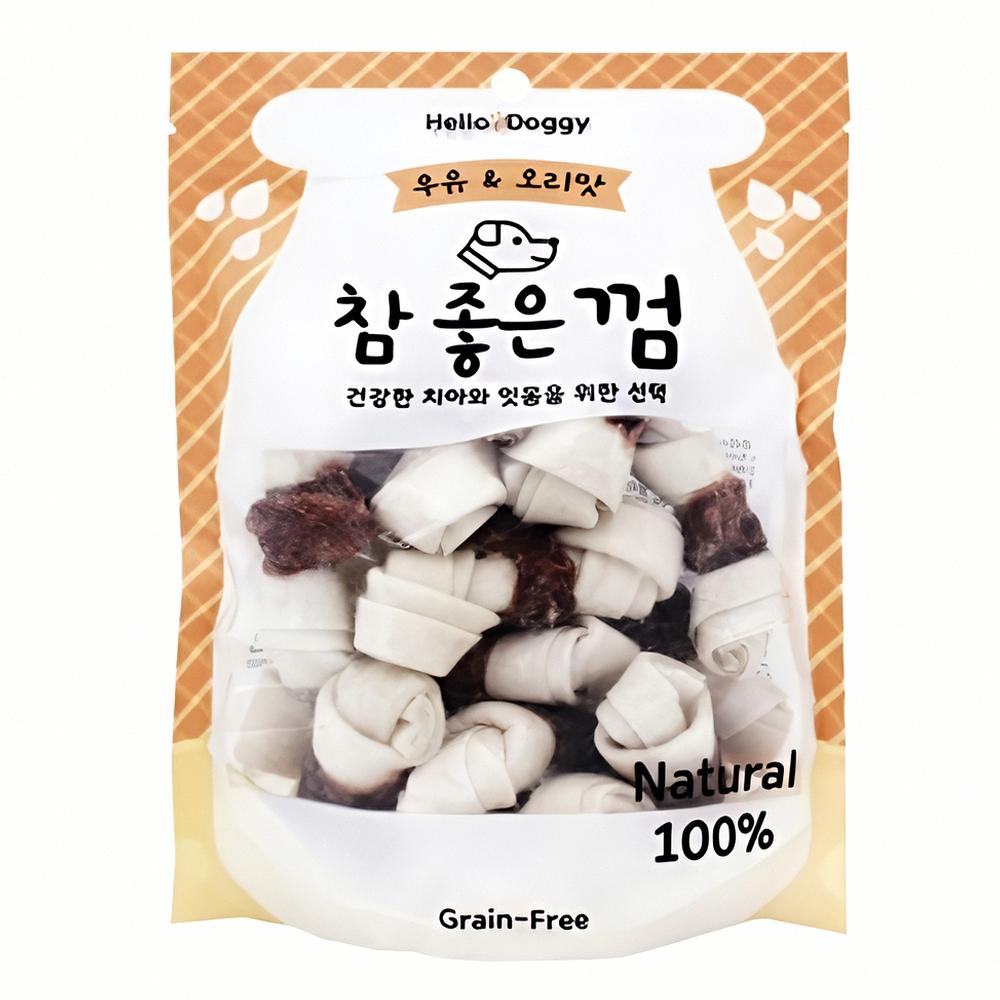 Hello Doggy
우유 & 오리맛
참 좋은 껌
건강한 치아와 잇몸을 위한 선택
Natural
100%
Grain-Free